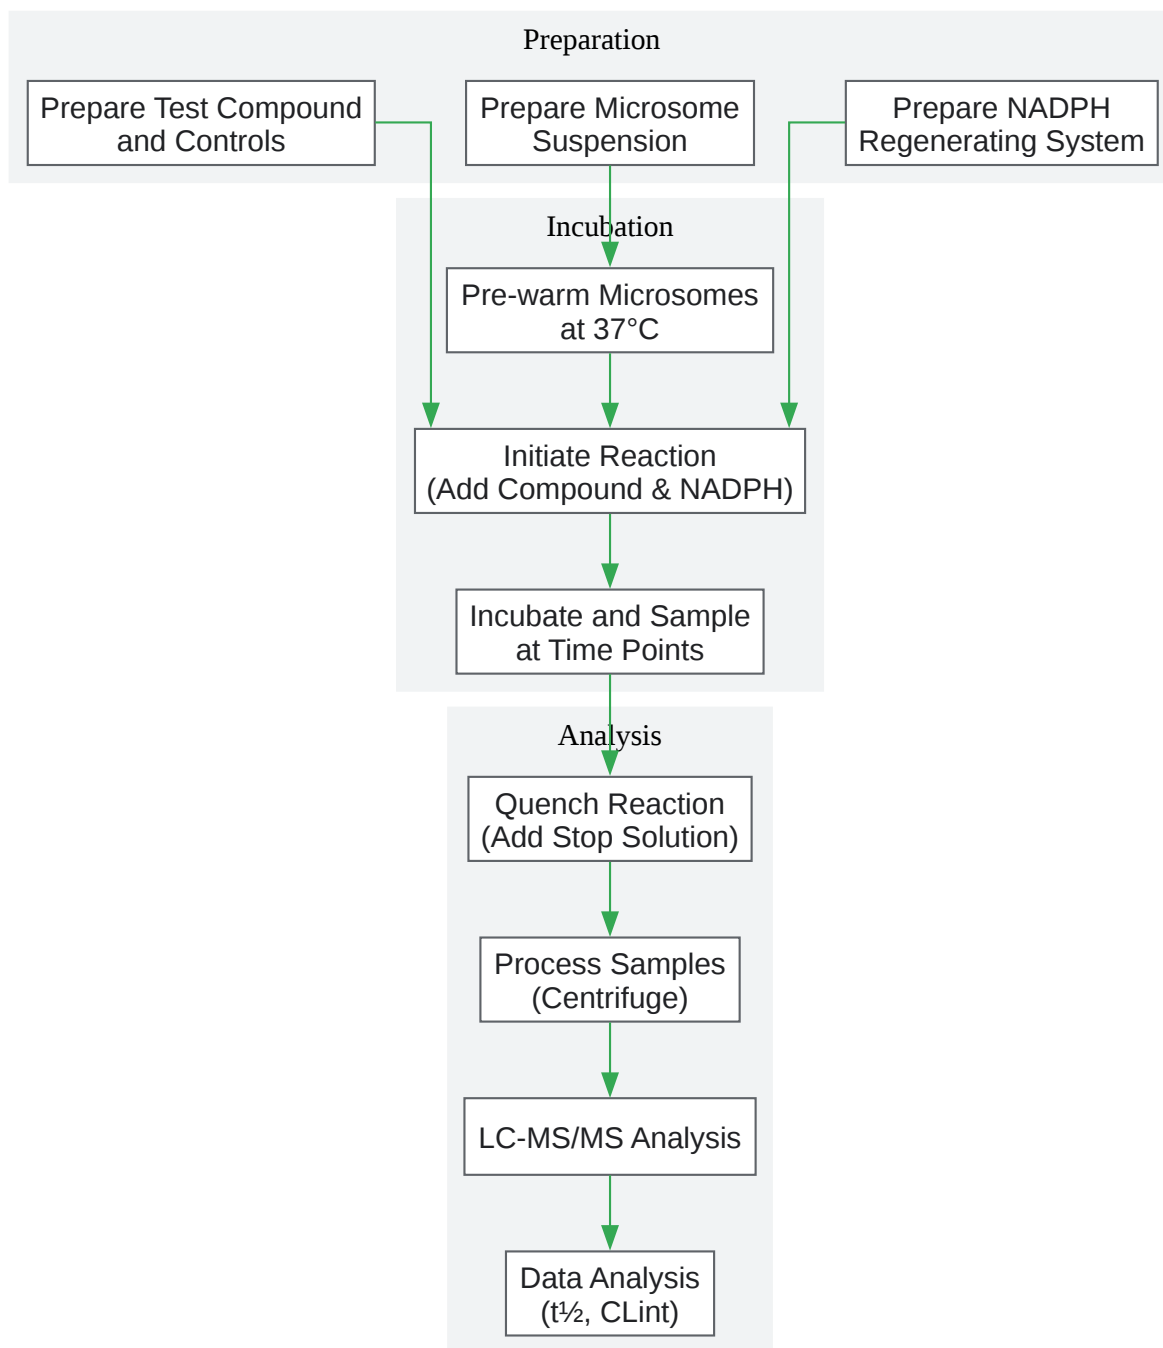 Preparation
Prepare Test Compound
and Controls
Prepare Microsome
Suspension
Prepare NADPH
Regenerating System
Incubation
Pre-warm Microsomes
at 37°C
Initiate Reaction
(Add Compound & NADPH)
Incubate and Sample
at Time Points
Analysis
Quench Reaction
(Add Stop Solution)
Process Samples
(Centrifuge)
LC-MS/MS Analysis
Data Analysis
(t½, CLint)